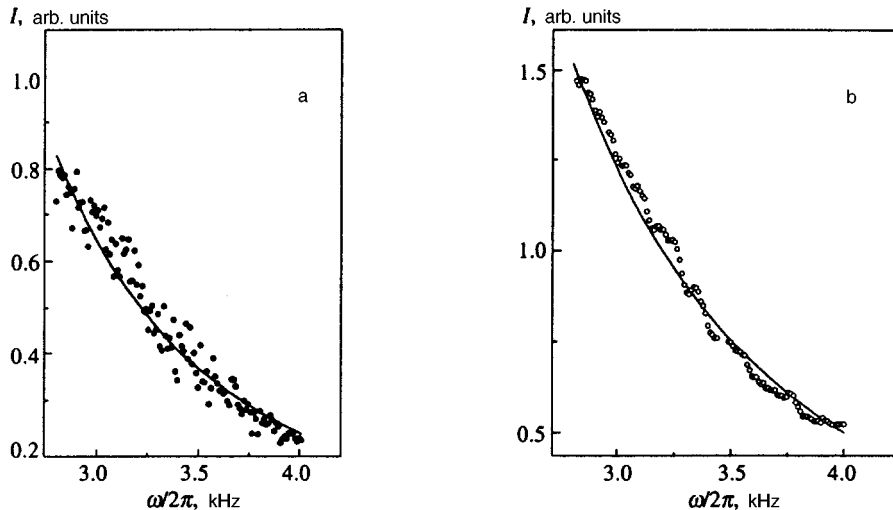 I, arb. units
1.0
0.8
0.6
0.4
0.2
a
3.0 3.5 4.0
ω/2π, kHz
I, arb. units
1.5
1.0
0.5
b
3.0 3.5 4.0
ω/2π, kHz